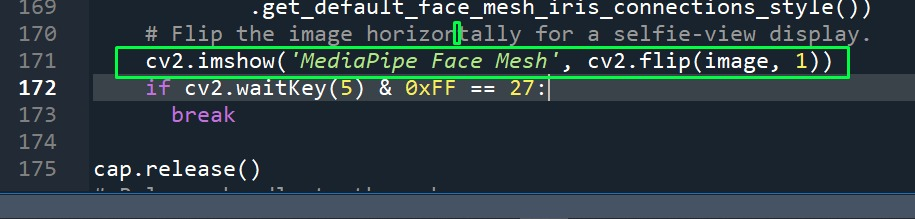 169 .get_default_face_mesh_iris_connections_style())
170 # Flip the image horizontally for a selfie-view display.
171 cv2.imshow('MediaPipe Face Mesh', cv2.flip(image, 1))
172 if cv2.waitKey(5) & 0xFF == 27:
173 break
174
175 cap.release()